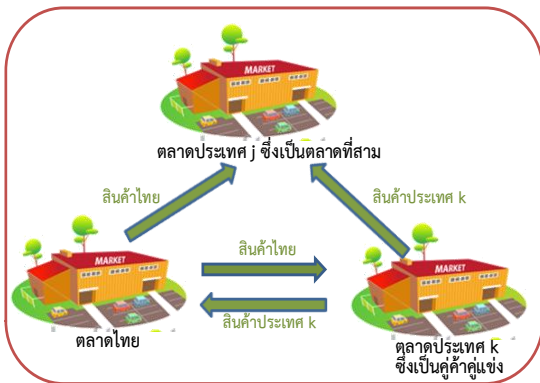 MARKET
ตลาดประเทศ j ซึ่งเป็นตลาดที่สาม
สินค้าไทย
สินค้าประเทศ k
MARKET
สินค้าไทย
MARKET
สินค้าประเทศ k
ตลาดไทย
ตลาดประเทศ k
ซึ่งเป็นคู่ค้าคู่แข่ง